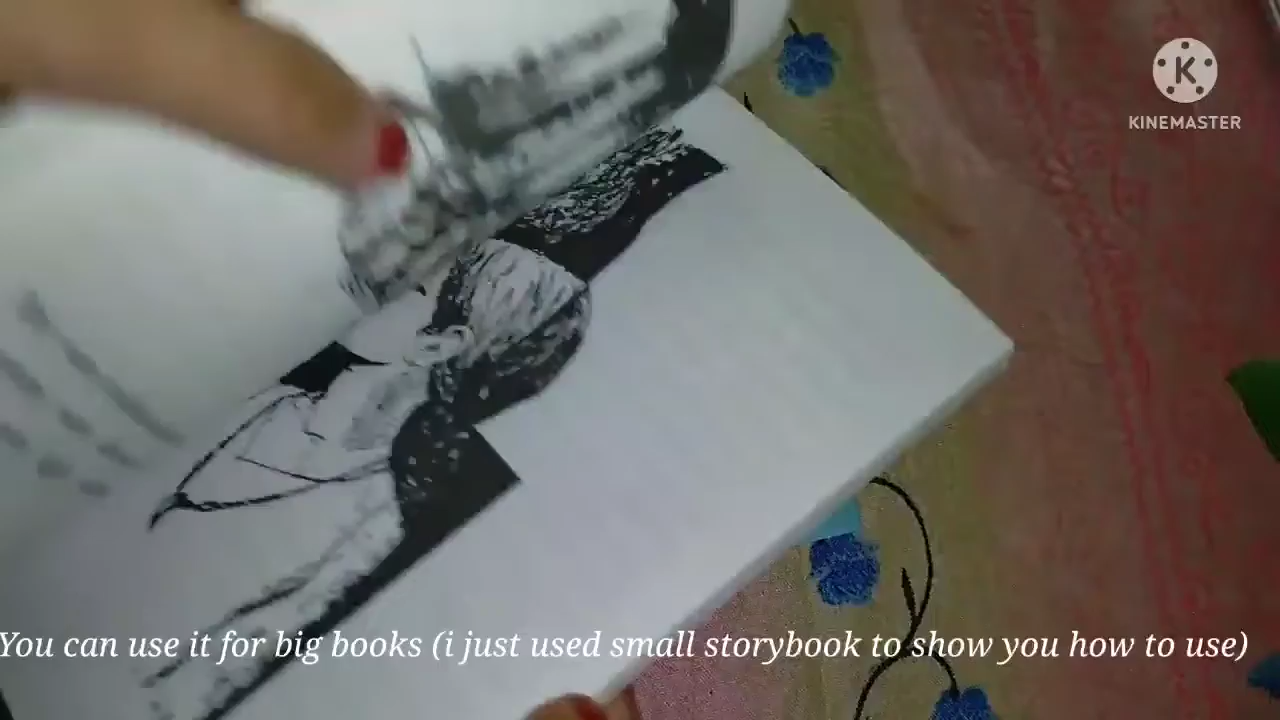 K
KINEMASTER
You can use it for big books (i just used small storybook to show you how to use)